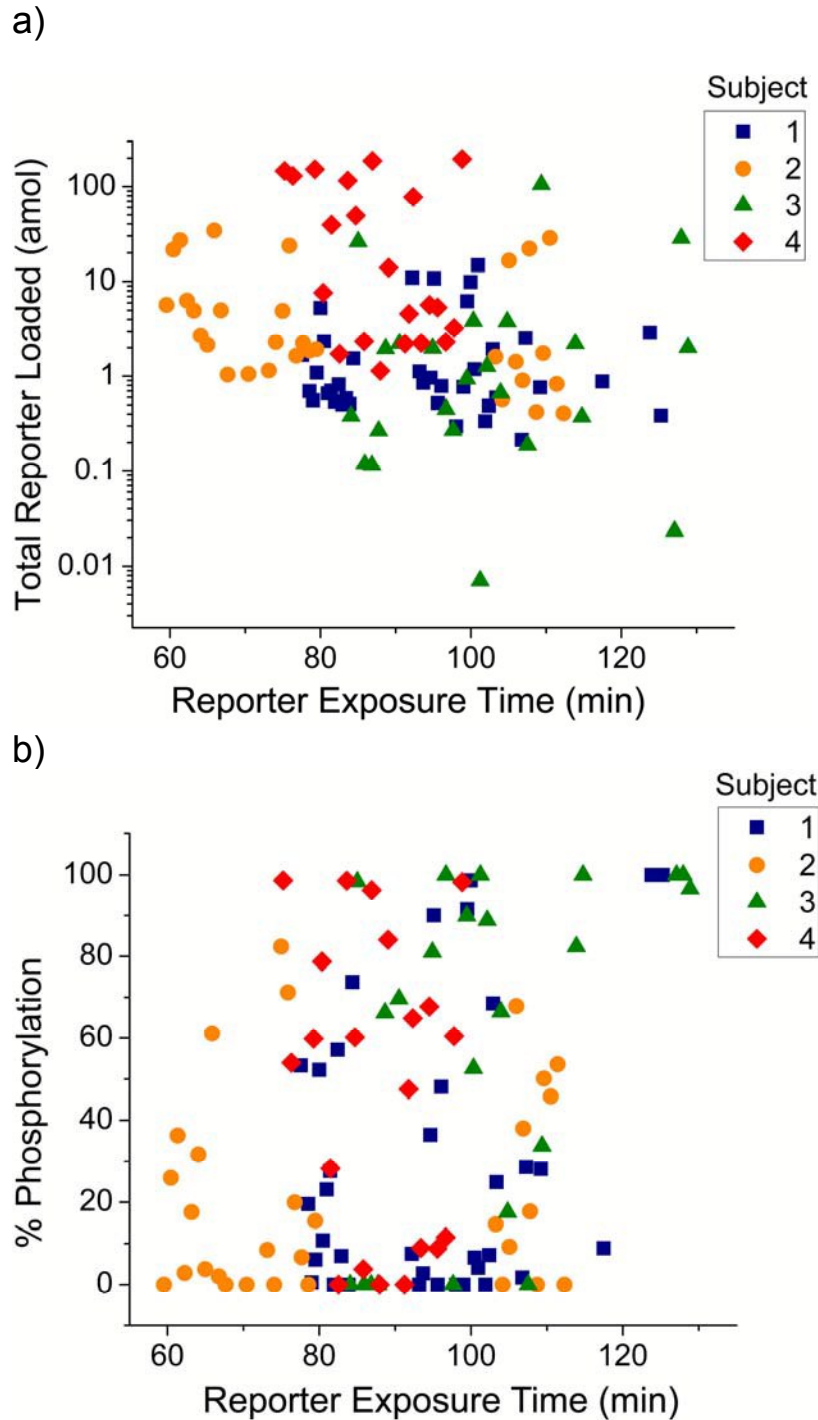 a)
Subject
1
2
3
4
100
10
1
0.1
0.01
Total Reporter Loaded (amol)
60 80 100 120
Reporter Exposure Time (min)
b)
Subject
1
2
3
4
100
80
60
40
20
0
% Phosphorylation
60 80 100 120
Reporter Exposure Time (min)